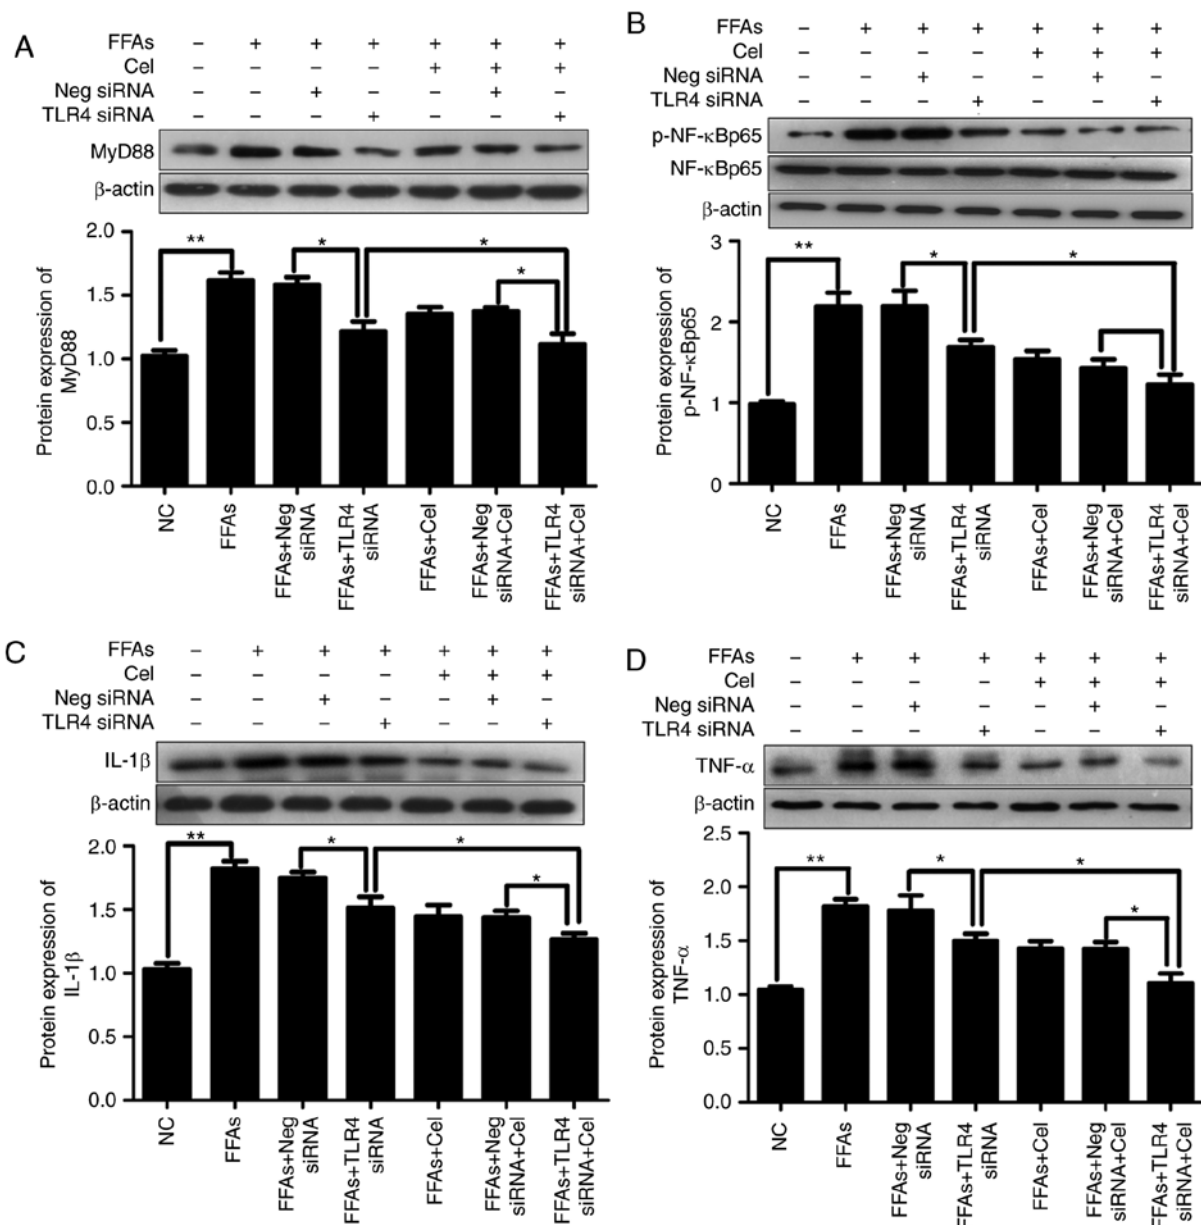 A
FFAs – + + + + + +
Cel – – – – + + +
Neg siRNA – – + – – + –
TLR4 siRNA – – – + – – +
MyD88
β-actin
Protein expression of
MyD88
2.0
1.5
1.0
0.5
0.0
** * * *
NC
FFAs
FFAs+Neg
siRNA
FFAs+TLR4
siRNA
FFAs+Cel
FFAs+Neg
siRNA+Cel
FFAs+TLR4
siRNA+Cel
B
FFAs – + + + + + +
Cel – – – – + + +
Neg siRNA – – + – – + –
TLR4 siRNA – – – + – – +
p-NF-κBp65
NF-κBp65
β-actin
Protein expression of
p-NF-κBp65
3
2
1
0
** * *
NC
FFAs
FFAs+Neg
siRNA
FFAs+TLR4
siRNA
FFAs+Cel
FFAs+Neg
siRNA+Cel
FFAs+TLR4
siRNA+Cel
C
FFAs – + + + + + +
Cel – – – – + + +
Neg siRNA – – + – – + –
TLR4 siRNA – – – + – – +
IL-1β
β-actin
Protein expression of
IL-1β
2.0
1.5
1.0
0.5
0.0
** * * *
NC
FFAs
FFAs+Neg
siRNA
FFAs+TLR4
siRNA
FFAs+Cel
FFAs+Neg
siRNA+Cel
FFAs+TLR4
siRNA+Cel
D
FFAs – + + + + + +
Cel – – – – + + +
Neg siRNA – – + – – + –
TLR4 siRNA – – – + – – +
TNF-α
β-actin
Protein expression of
TNF-α
2.5
2.0
1.5
1.0
0.5
0.0
** * * *
NC
FFAs
FFAs+Neg
siRNA
FFAs+TLR4
siRNA
FFAs+Cel
FFAs+Neg
siRNA+Cel
FFAs+TLR4
siRNA+Cel